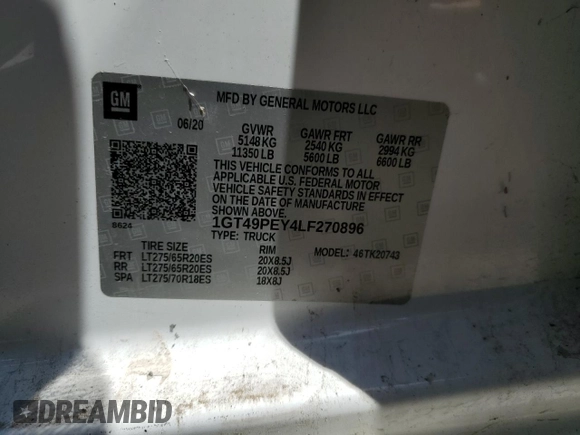 GM
MFD BY GENERAL MOTORS LLC
06/20
GVWR GAWR FRT GAWR RR
5148 KG 2540 KG 2994 KG
11350 LB 5600 LB 6600 LB
THIS VEHICLE CONFORMS TO ALL
APPLICABLE U.S. FEDERAL MOTOR
VEHICLE SAFETY STANDARDS IN EFFECT
ON THE DATE OF MANUFACTURE
SHOWN ABOVE.
1GT49PEY4LF270896
8624
TYPE: TRUCK MODEL: 46TK20743
TIRE SIZE RIM
FRT LT275/65R20ES 20X8.5J
RR LT275/65R20ES 20X8.5J
SPA LT275/70R18ES 18X8J
DREAMBID